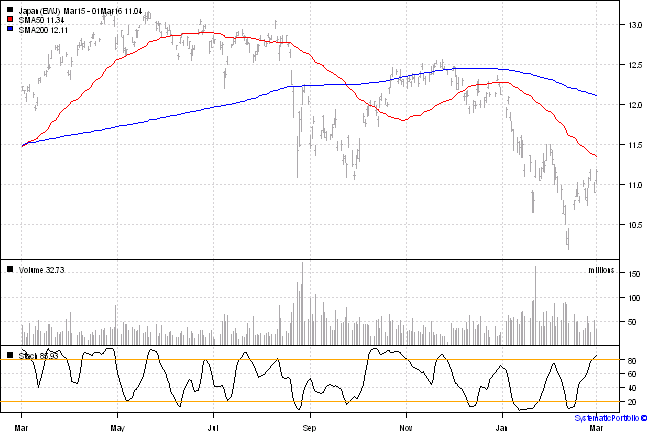 Japan (EWJ) Mar15 - 01Mar16 11.04
SMA50 11.34
SMA200 12.11
13.0
12.5
12.0
11.5
11.0
10.5
Volume 32.73
millions
150
100
50
Stoch 85.93
80
60
40
20
Mar May Jul Sep Nov Jan Mar
SystematicPortfolio ©